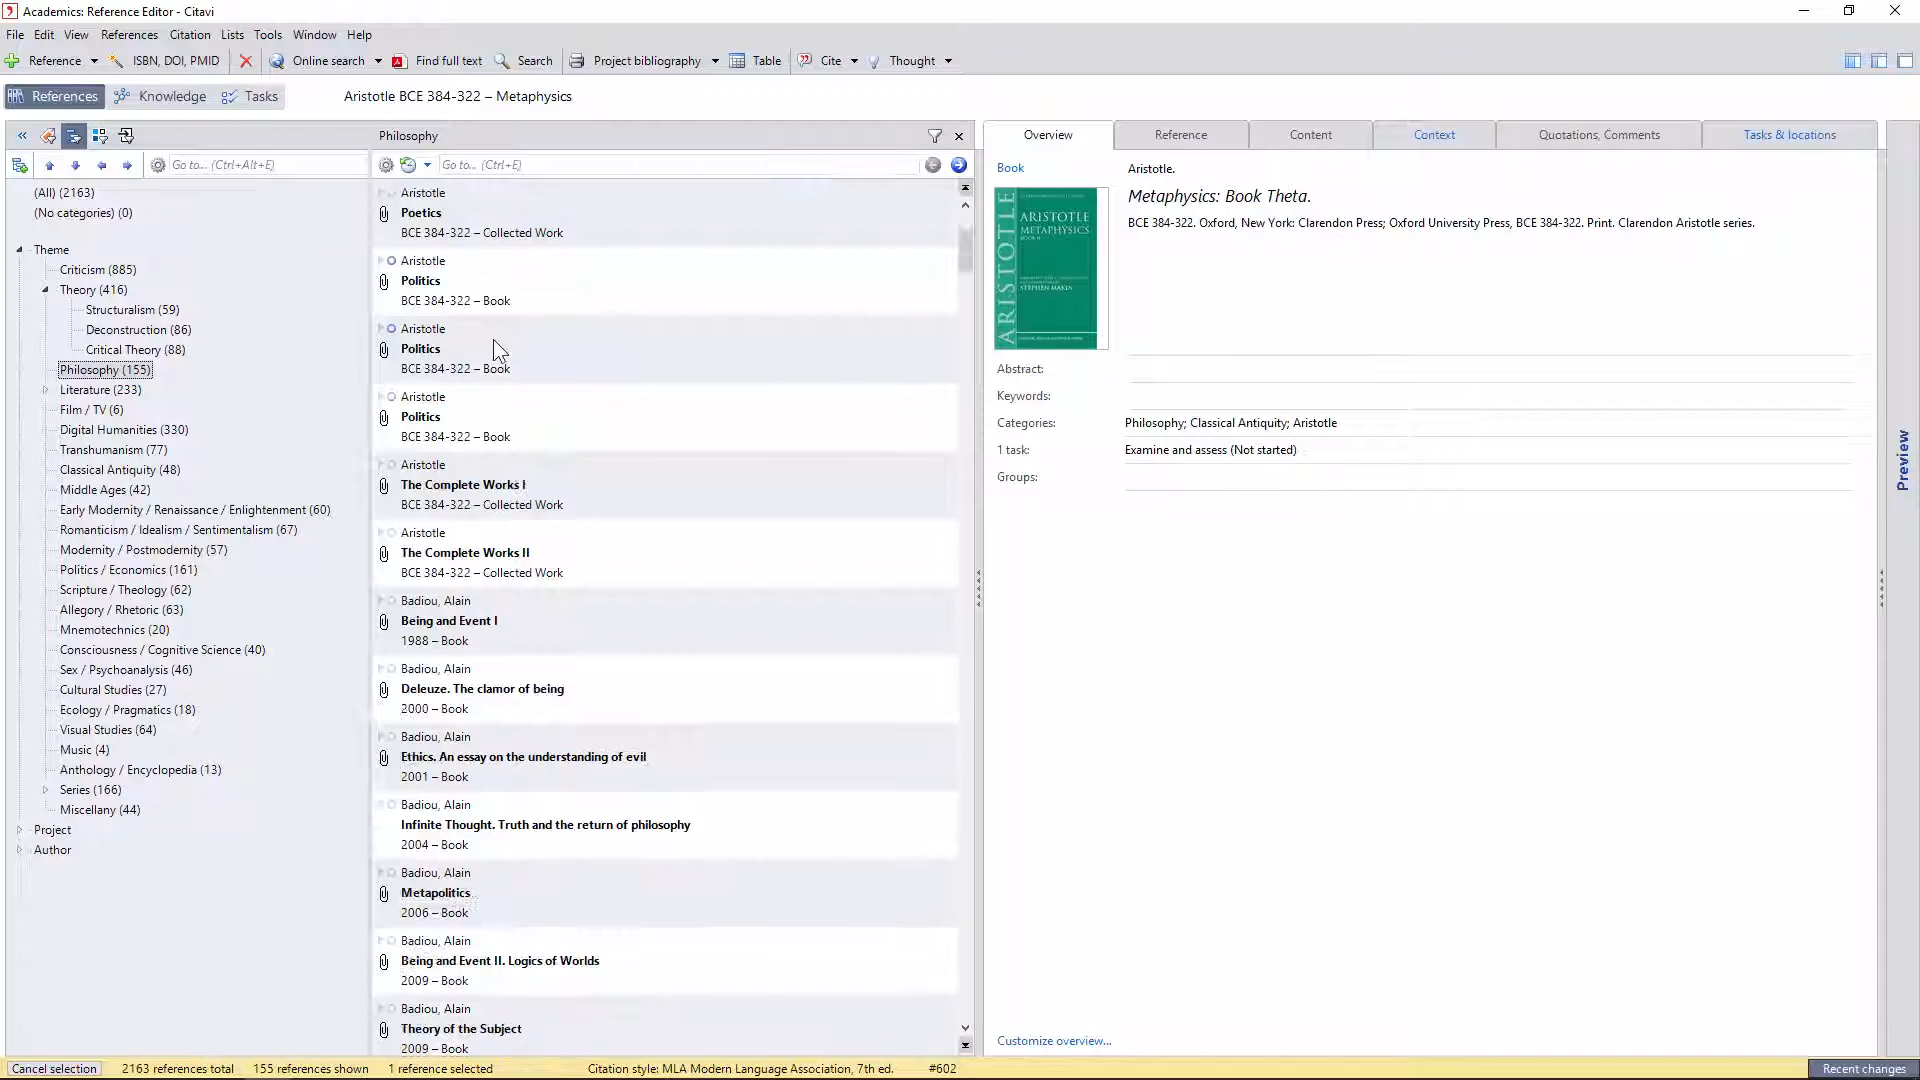 Academics: Reference Editor - Citavi
File Edit View References Citation Lists Tools Window Help
Reference ISBN, DOI, PMID Online search Find full text Search Project bibliography Table Cite Thought
References Knowledge Tasks Aristotle BCE 384-322 – Metaphysics
Go to... (Ctrl+Alt+E)
(All) (2163)
(No categories) (0)
Theme
Criticism (885)
Theory (416)
Structuralism (59)
Deconstruction (86)
Critical Theory (88)
Philosophy (155)
Literature (233)
Film / TV (6)
Digital Humanities (330)
Transhumanism (77)
Classical Antiquity (48)
Middle Ages (42)
Early Modernity / Renaissance / Enlightenment (60)
Romanticism / Idealism / Sentimentalism (67)
Modernity / Postmodernity (57)
Politics / Economics (161)
Scripture / Theology (62)
Allegory / Rhetoric (63)
Mnemotechnics (20)
Consciousness / Cognitive Science (40)
Sex / Psychoanalysis (46)
Cultural Studies (27)
Ecology / Pragmatics (18)
Visual Studies (64)
Music (4)
Anthology / Encyclopedia (13)
Series (166)
Miscellany (44)
Project
Author
Philosophy
Go to... (Ctrl+E)
Aristotle
Poetics
BCE 384-322 – Collected Work
Aristotle
Politics
BCE 384-322 – Book
Aristotle
Politics
BCE 384-322 – Book
Aristotle
Politics
BCE 384-322 – Book
Aristotle
The Complete Works I
BCE 384-322 – Collected Work
Aristotle
The Complete Works II
BCE 384-322 – Collected Work
Badiou, Alain
Being and Event I
1988 – Book
Badiou, Alain
Deleuze. The clamor of being
2000 – Book
Badiou, Alain
Ethics. An essay on the understanding of evil
2001 – Book
Badiou, Alain
Infinite Thought. Truth and the return of philosophy
2004 – Book
Badiou, Alain
Metapolitics
2006 – Book
Badiou, Alain
Being and Event II. Logics of Worlds
2009 – Book
Badiou, Alain
Theory of the Subject
2009 – Book
Overview Reference Content Context Quotations, Comments Tasks & locations
Book
ARISTOTLE
ARISTOTLE
METAPHYSICS
STEPHEN MAKIN
Aristotle.
Metaphysics: Book Theta.
BCE 384-322. Oxford, New York: Clarendon Press; Oxford University Press, BCE 384-322. Print. Clarendon Aristotle series.
Abstract:
Keywords:
Categories: Philosophy; Classical Antiquity; Aristotle
1 task: Examine and assess (Not started)
Groups:
Customize overview...
Preview
Cancel selection 2163 references total 155 references shown 1 reference selected Citation style: MLA Modern Language Association, 7th ed. #602 Recent changes